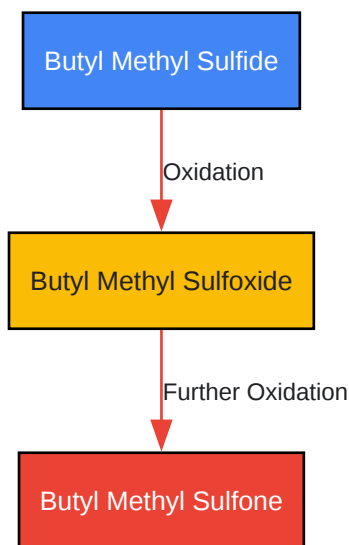 Butyl Methyl Sulfide
Oxidation
Butyl Methyl Sulfoxide
Further Oxidation
Butyl Methyl Sulfone